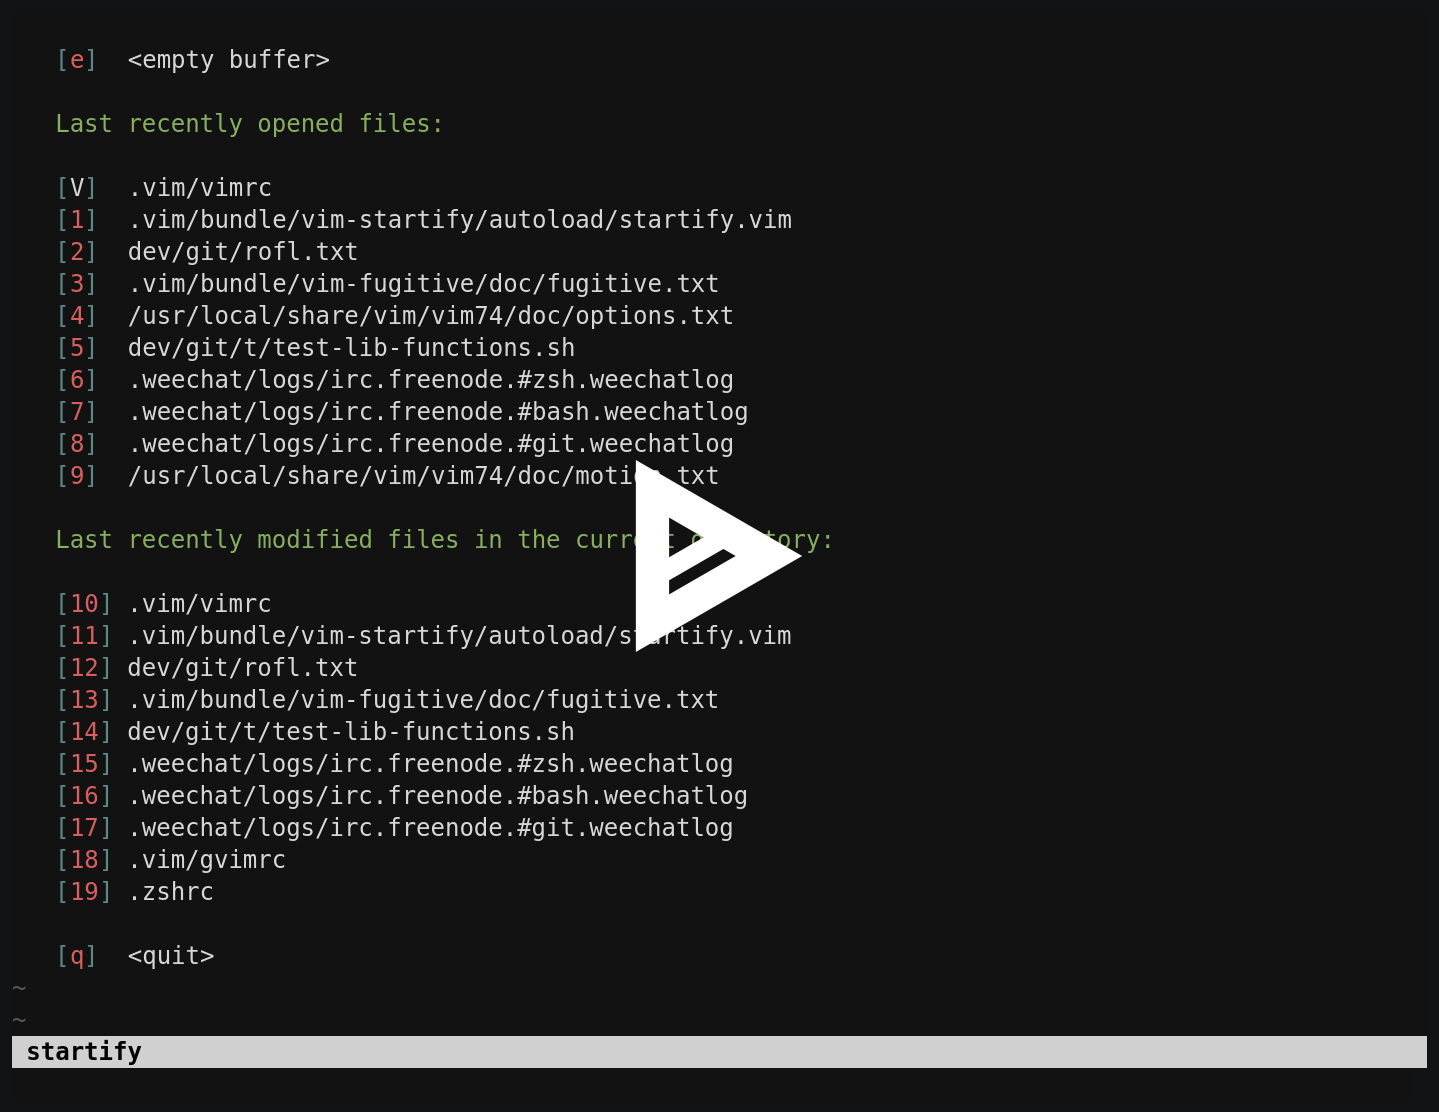 [e]  <empty buffer>
Last recently opened files:
[V]  .vim/vimrc
[1]  .vim/bundle/vim-startify/autoload/startify.vim
[2]  dev/git/rofl.txt
[3]  .vim/bundle/vim-fugitive/doc/fugitive.txt
[4]  /usr/local/share/vim/vim74/doc/options.txt
[5]  dev/git/t/test-lib-functions.sh
[6]  .weechat/logs/irc.freenode.#zsh.weechatlog
[7]  .weechat/logs/irc.freenode.#bash.weechatlog
[8]  .weechat/logs/irc.freenode.#git.weechatlog
[9]  /usr/local/share/vim/vim74/doc/motion.txt
Last recently modified files in the current directory:
[10] .vim/vimrc
[11] .vim/bundle/vim-startify/autoload/startify.vim
[12] dev/git/rofl.txt
[13] .vim/bundle/vim-fugitive/doc/fugitive.txt
[14] dev/git/t/test-lib-functions.sh
[15] .weechat/logs/irc.freenode.#zsh.weechatlog
[16] .weechat/logs/irc.freenode.#bash.weechatlog
[17] .weechat/logs/irc.freenode.#git.weechatlog
[18] .vim/gvimrc
[19] .zshrc
[q]  <quit>
~
~
startify